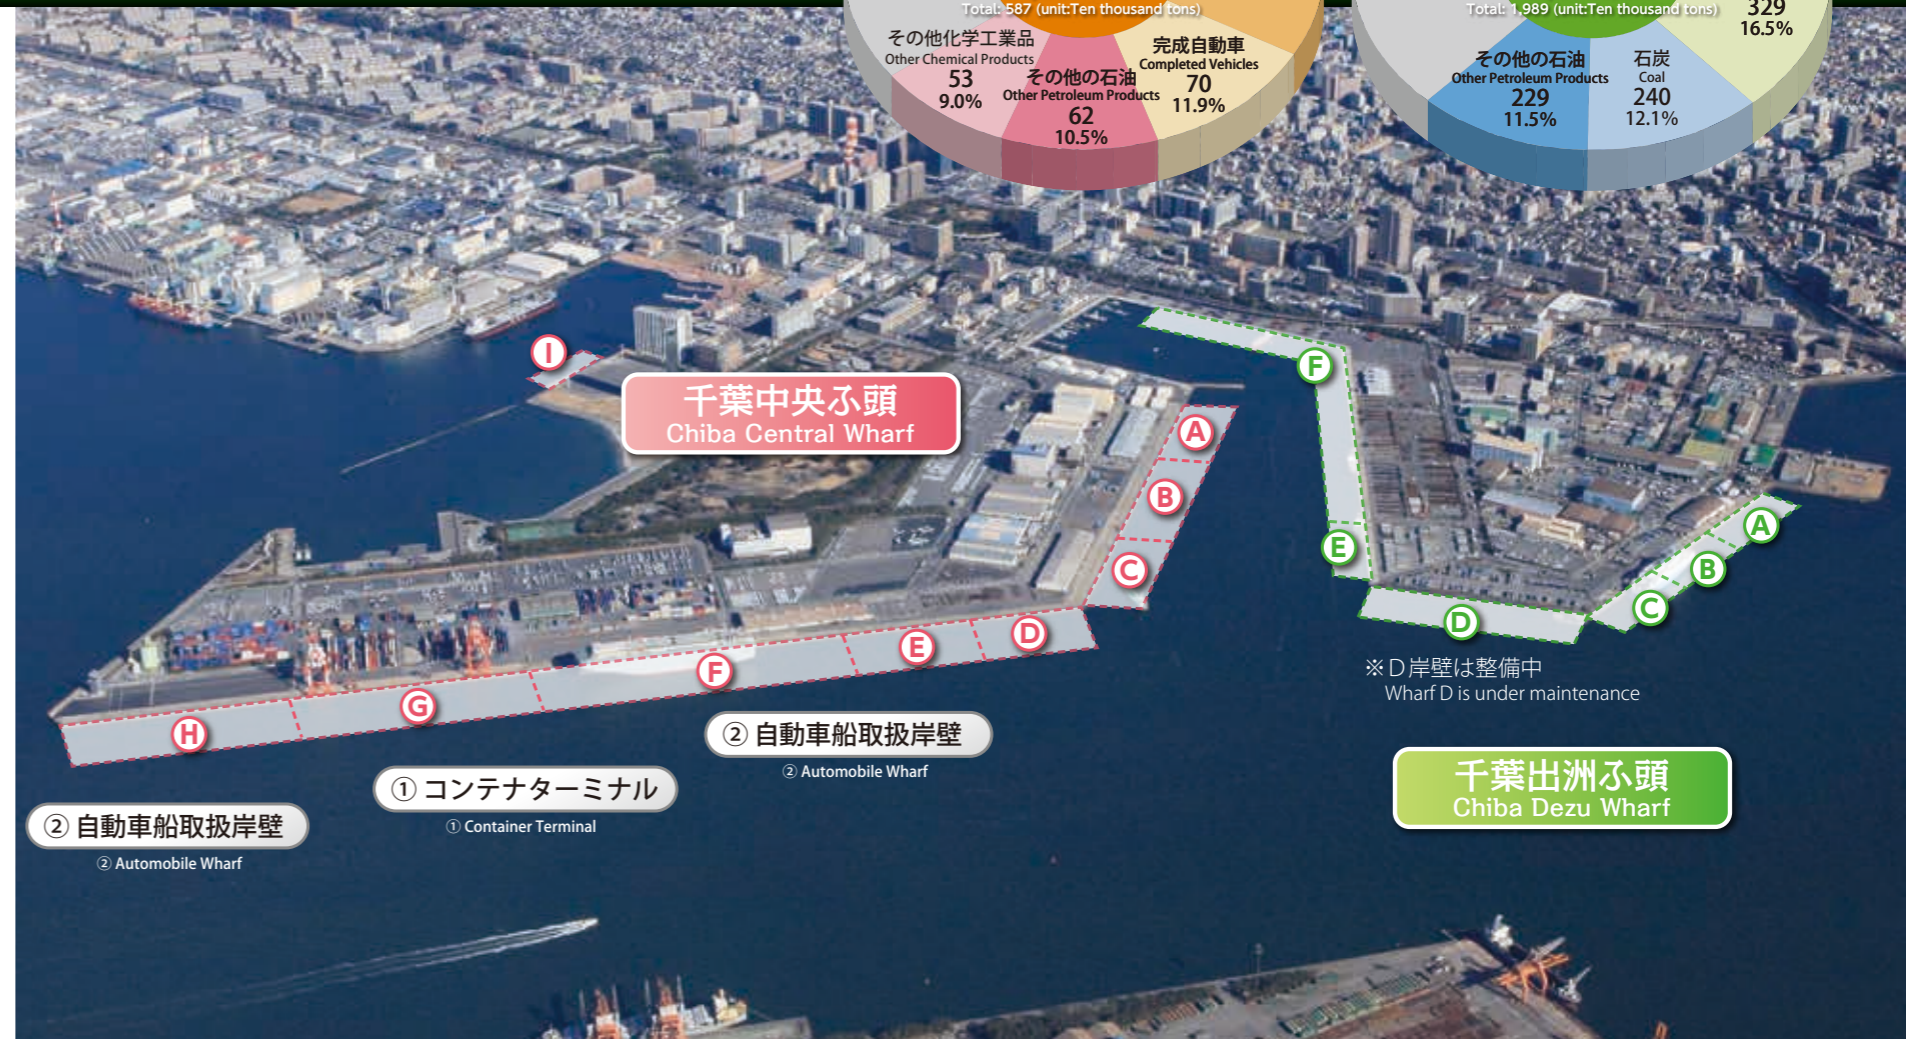 Total: 587 (unit:Ten thousand tons)
その他化学工業品
Other Chemical Products
53
9.0%
その他の石油
Other Petroleum Products
62
10.5%
完成自動車
Completed Vehicles
70
11.9%
Total: 1,989 (unit:Ten thousand tons)
その他の石油
Other Petroleum Products
229
11.5%
石炭
Coal
240
12.1%
329
16.5%
I
千葉中央ふ頭
Chiba Central Wharf
A
B
C
D
E
F
G
H
F
E
D
C
B
A
※D岸壁は整備中
Wharf D is under maintenance
② 自動車船取扱岸壁
② Automobile Wharf
① コンテナターミナル
① Container Terminal
② 自動車船取扱岸壁
② Automobile Wharf
千葉出洲ふ頭
Chiba Dezu Wharf